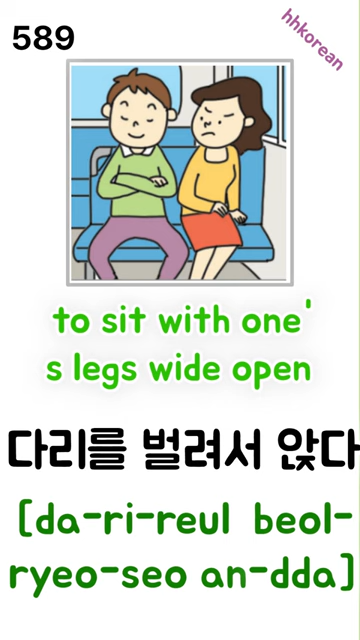 589
hhkorean
to sit with one'
s legs wide open
다리를 벌려서 앉다
[da-ri-reul beol-
ryeo-seo an-dda]